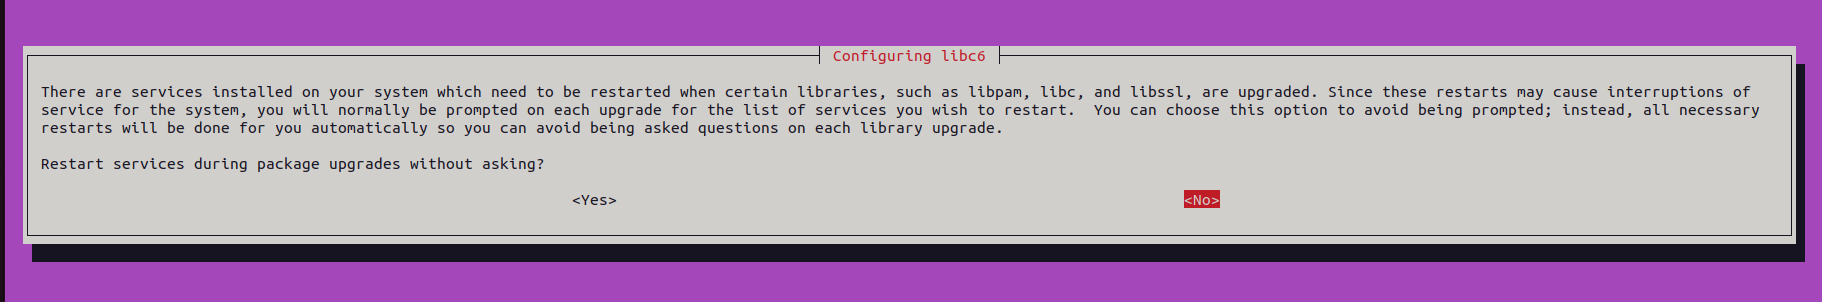 Configuring libc6
There are services installed on your system which need to be restarted when certain libraries, such as libpam, libc, and libssl, are upgraded. Since these restarts may cause interruptions of
service for the system, you will normally be prompted on each upgrade for the list of services you wish to restart.  You can choose this option to avoid being prompted; instead, all necessary
restarts will be done for you automatically so you can avoid being asked questions on each library upgrade.
Restart services during package upgrades without asking?
<Yes> <No>